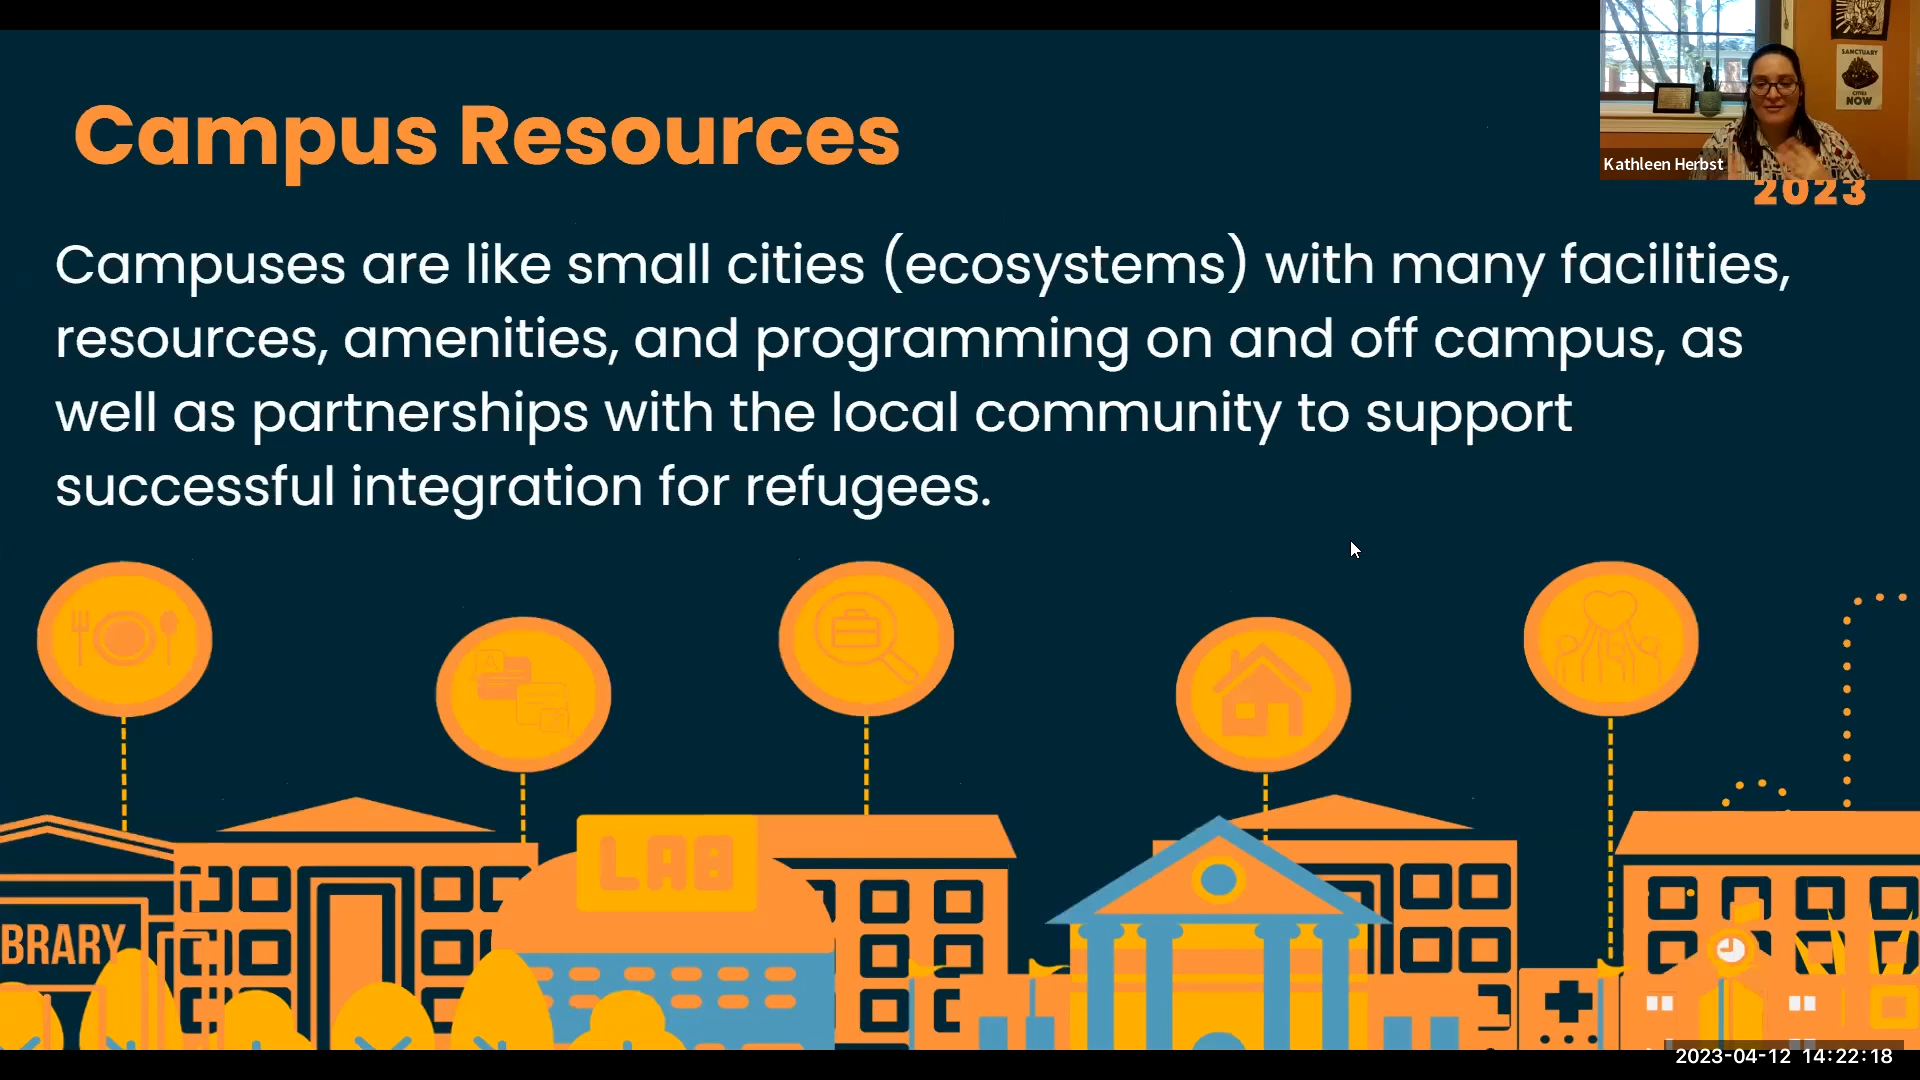 Campus Resources
SANCTUARY
CITIES
NOW
Kathleen Herbst
2023
Campuses are like small cities (ecosystems) with many facilities,
resources, amenities, and programming on and off campus, as
well as partnerships with the local community to support
successful integration for refugees.
A
LAB
BRARY
2023-04-12 14:22:18